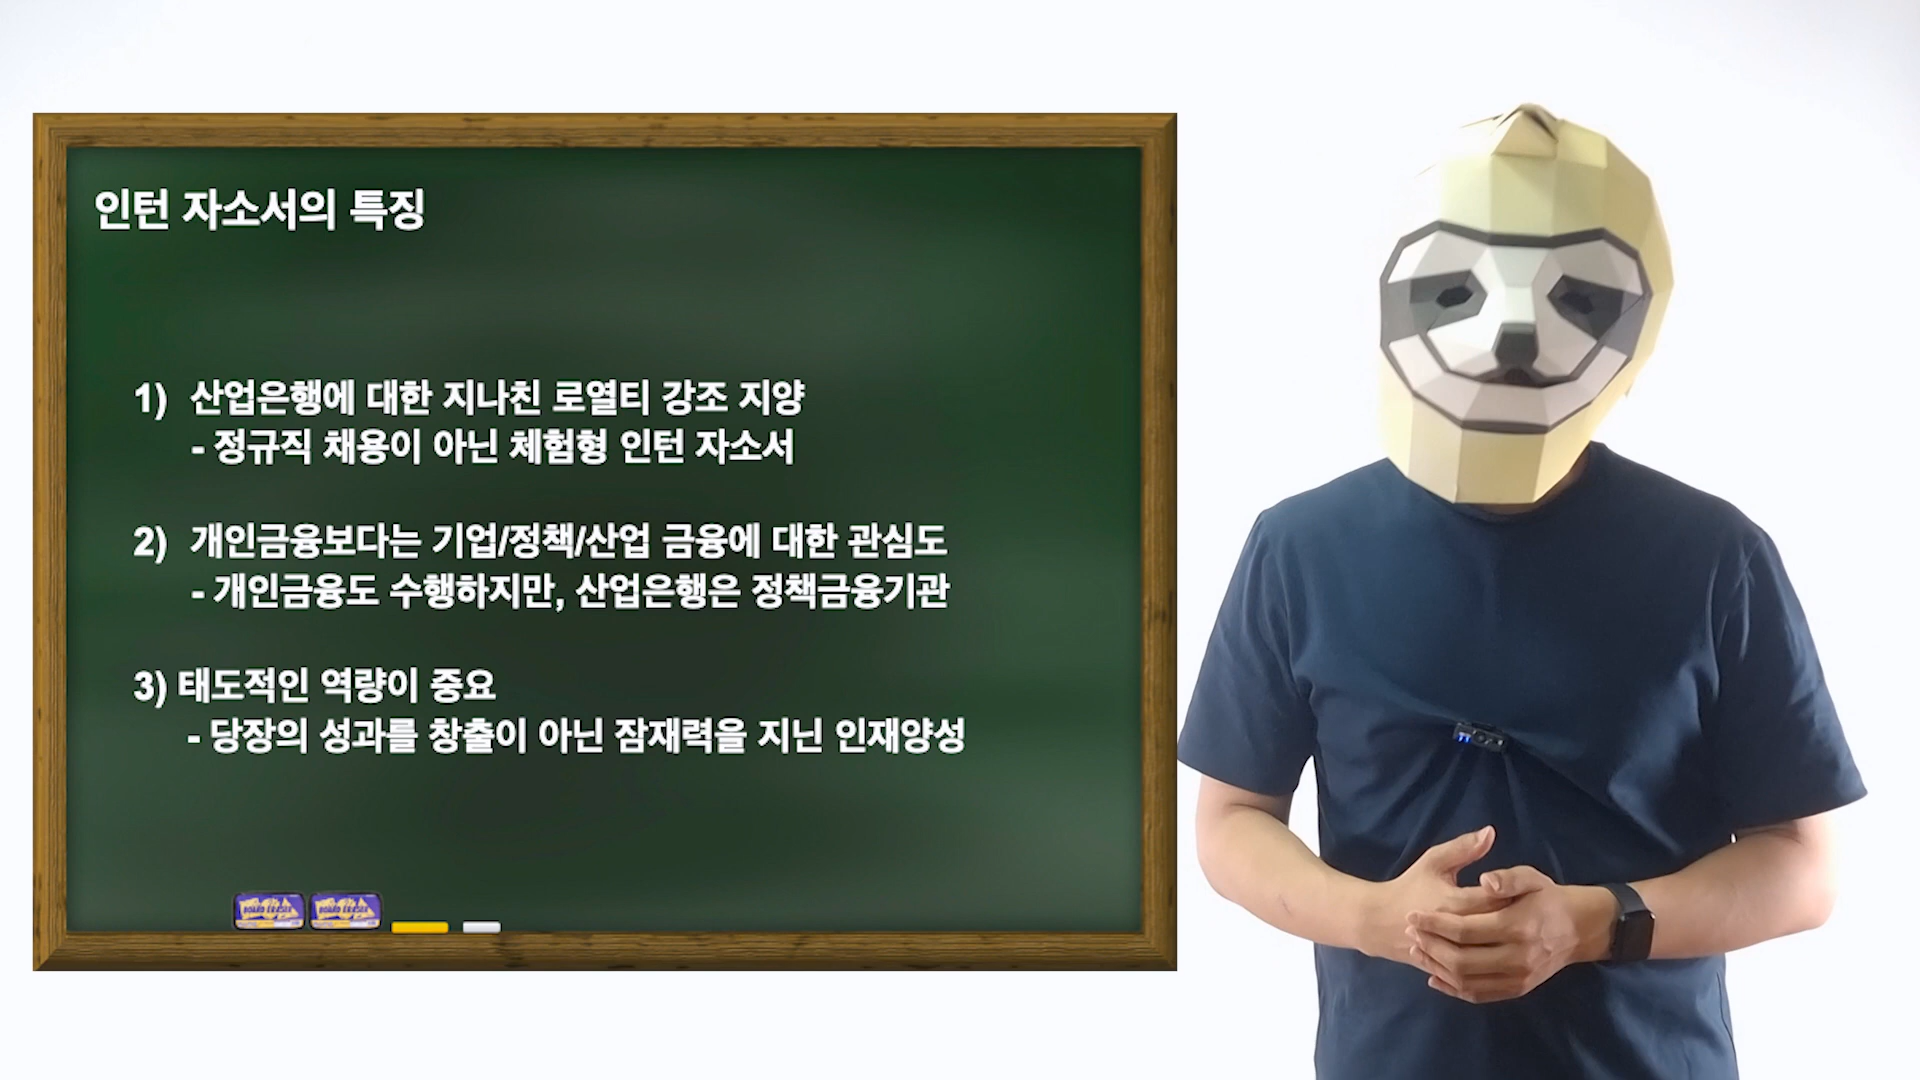 인턴 자소서의 특징
1) 산업은행에 대한 지나친 로열티 강조 지양
- 정규직 채용이 아닌 체험형 인턴 자소서
2) 개인금융보다는 기업/정책/산업 금융에 대한 관심도
- 개인금융도 수행하지만, 산업은행은 정책금융기관
3) 태도적인 역량이 중요
- 당장의 성과를 창출이 아닌 잠재력을 지닌 인재양성
BOARD ERASER
BOARD ERASER